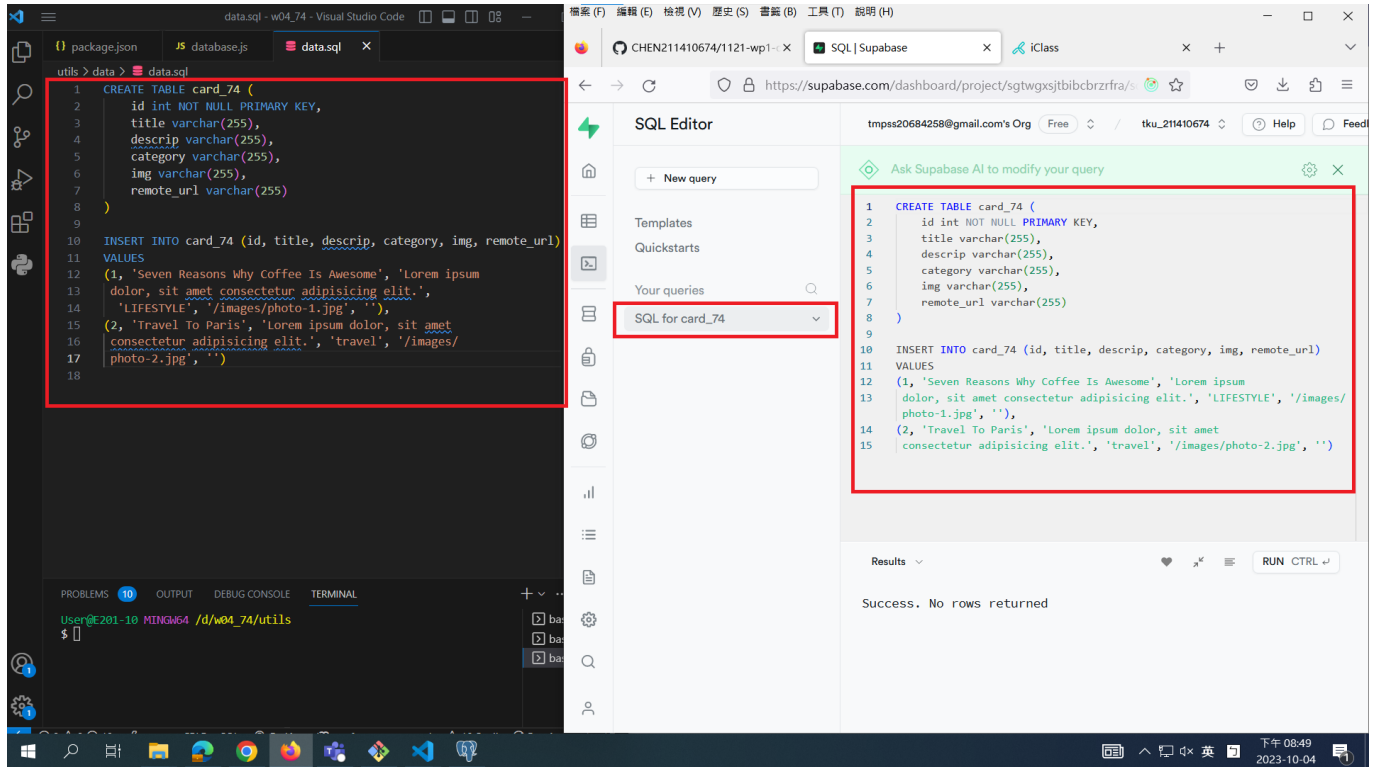 data.sql - w04_74 - Visual Studio Code
package.json
JS database.js
data.sql
utils > data > data.sql
1 CREATE TABLE card_74 (
2 id int NOT NULL PRIMARY KEY,
3 title varchar(255),
4 descrip varchar(255),
5 category varchar(255),
6 img varchar(255),
7 remote_url varchar(255)
8 )
9
10 INSERT INTO card_74 (id, title, descrip, category, img, remote_url)
11 VALUES
12 (1, 'Seven Reasons Why Coffee Is Awesome', 'Lorem ipsum
13 dolor, sit amet consectetur adipisicing elit.',
14 'LIFESTYLE', '/images/photo-1.jpg', ''),
15 (2, 'Travel To Paris', 'Lorem ipsum dolor, sit amet
16 consectetur adipisicing elit.', 'travel', '/images/
17 photo-2.jpg', '')
18
PROBLEMS 10 OUTPUT DEBUG CONSOLE TERMINAL
User@E201-10 MINGW64 /d/w04_74/utils
$
檔案 (F) 編輯 (E) 檢視 (V) 歷史 (S) 書籤 (B) 工具 (T) 說明 (H)
CHEN211410674/1121-wp1-c
SQL | Supabase
iClass
https://supabase.com/dashboard/project/sgtwgxsjtbibcbrzrfra/s
SQL Editor
tmpss20684258@gmail.com's Org Free / tku_211410674 Help Feed
New query
Templates
Quickstarts
Your queries
SQL for card_74
Ask Supabase AI to modify your query
1 CREATE TABLE card_74 (
2 id int NOT NULL PRIMARY KEY,
3 title varchar(255),
4 descrip varchar(255),
5 category varchar(255),
6 img varchar(255),
7 remote_url varchar(255)
8 )
9
10 INSERT INTO card_74 (id, title, descrip, category, img, remote_url)
11 VALUES
12 (1, 'Seven Reasons Why Coffee Is Awesome', 'Lorem ipsum
13 dolor, sit amet consectetur adipisicing elit.', 'LIFESTYLE', '/images/
photo-1.jpg', ''),
14 (2, 'Travel To Paris', 'Lorem ipsum dolor, sit amet
15 consectetur adipisicing elit.', 'travel', '/images/photo-2.jpg', '')
Results
RUN CTRL ↵
Success. No rows returned
英
下午 08:49
2023-10-04